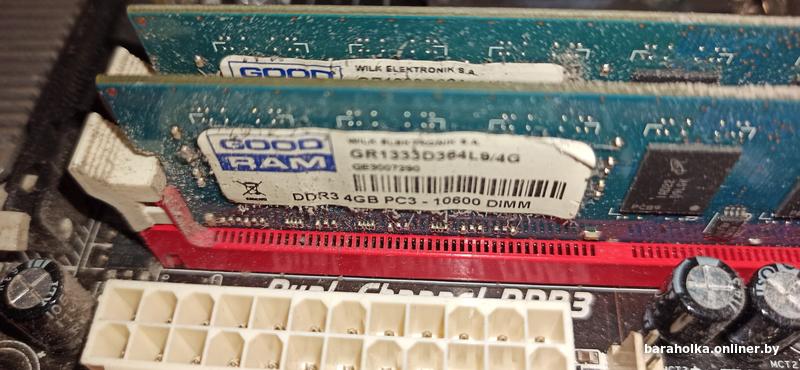 GOOD
WILK ELEKTRONIK S.A.
GOOD
RAM
WILK ELEKTRONIK S.A.
GR1333D364L9/4G
DDR3 4GB PC3 - 10600 DIMM
Dual Channel DDR3
MCT2
baraholka.onliner.by